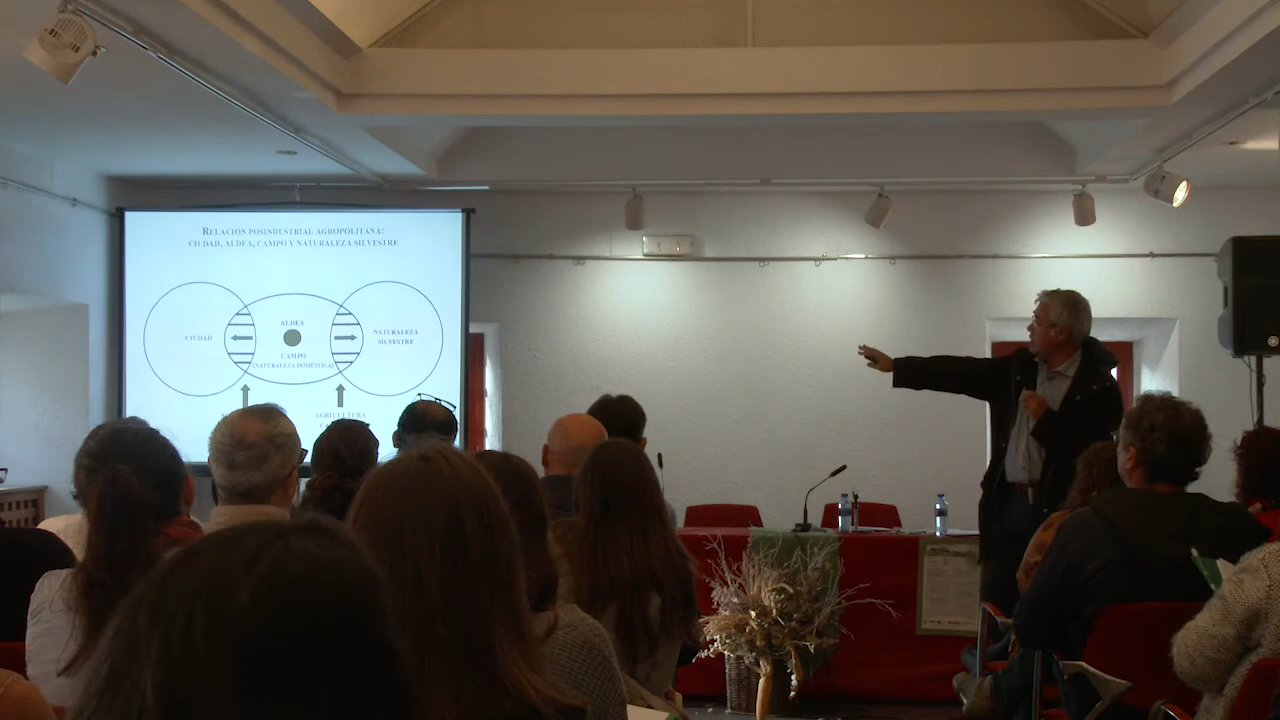 RELACIÓN POSINDUSTRIAL AGROPOLITANA:
CIUDAD, ALDEA, CAMPO Y NATURALEZA SILVESTRE
CIUDAD
ALDEA
CAMPO
(NATURALEZA DOMÉSTICA)
NATURALEZA
SILVESTRE
AGRICULTURA